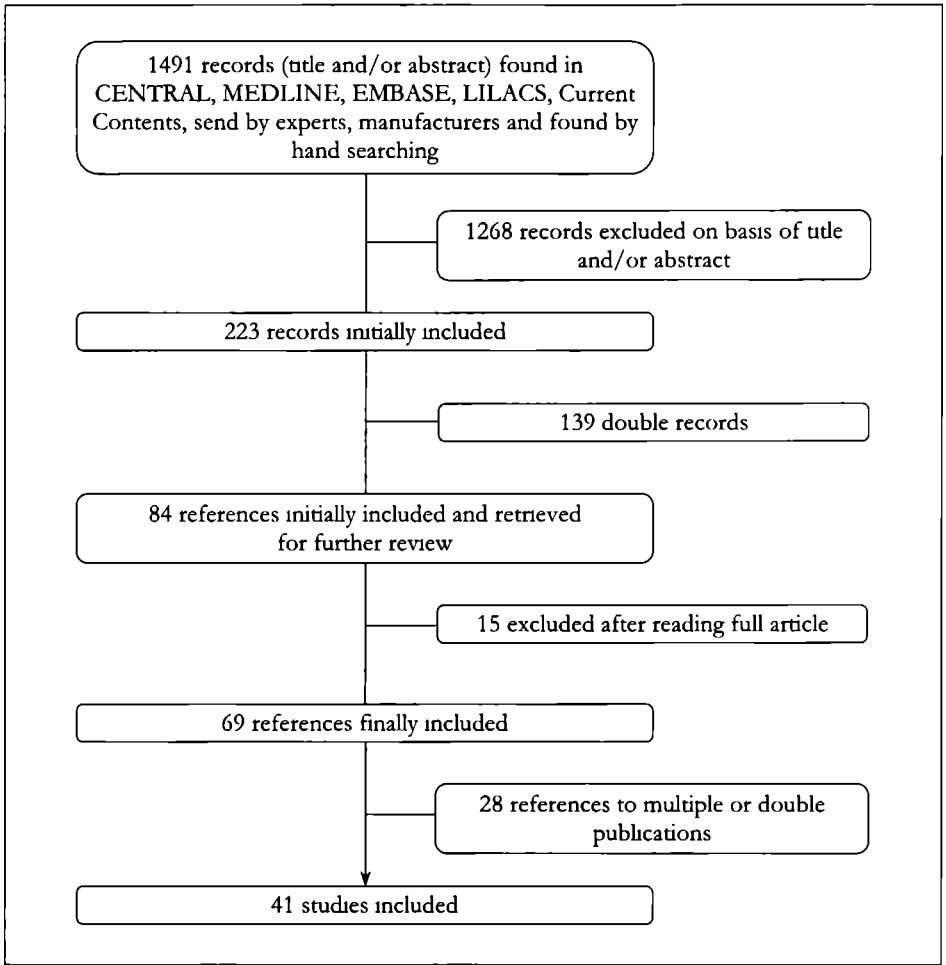 1491 records (title and/or abstract) found in
CENTRAL, MEDLINE, EMBASE, LILACS, Current
Contents, send by experts, manufacturers and found by
hand searching
1268 records excluded on basis of title
and/or abstract
223 records initially included
139 double records
84 references initially included and retrieved
for further review
15 excluded after reading full article
69 references finally included
28 references to multiple or double
publications
41 studies included